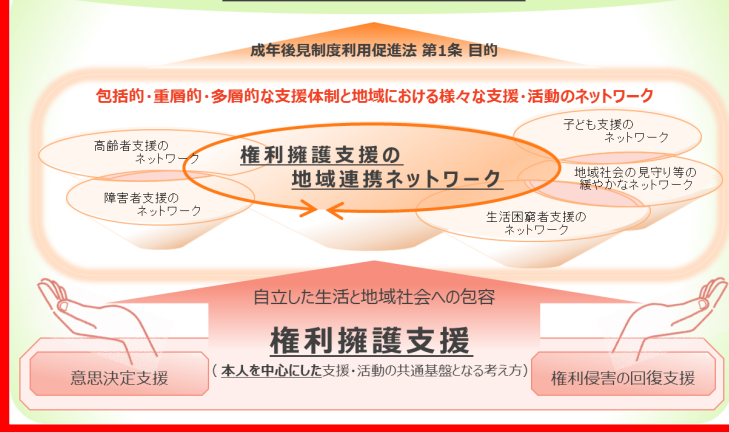 成年後見制度利用促進法 第1条 目的
包括的・重層的・多層的な支援体制と地域における様々な支援・活動のネットワーク
高齢者支援の
ネットワーク
障害者支援の
ネットワーク
権利擁護支援の
地域連携ネットワーク
子ども支援の
ネットワーク
地域社会の見守り等の
緩やかなネットワーク
生活困窮者支援の
ネットワーク
自立した生活と地域社会への包容
権利擁護支援
(本人を中心にした支援・活動の共通基盤となる考え方)
意思決定支援
権利侵害の回復支援